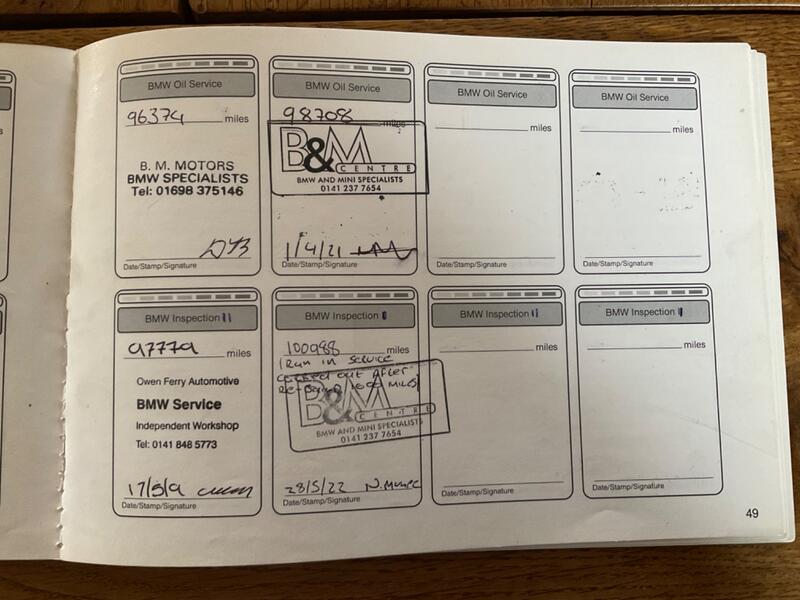 BMW Oil Service
96374 miles
B. M. MOTORS
BMW SPECIALISTS
Tel: 01698 375146
Date/Stamp/Signature
BMW Oil Service
98708 miles
B&M
CENTRE
BMW AND MINI SPECIALISTS
0141 237 7654
1/4/21
Date/Stamp/Signature
BMW Oil Service
miles
Date/Stamp/Signature
BMW Oil Service
miles
Date/Stamp/Signature
BMW Inspection II
97779 miles
Owen Ferry Automotive
BMW Service
Independent Workshop
Tel: 0141 848 5773
Date/Stamp/Signature
BMW Inspection I
100988 miles
(Run in service
carried out after
1600 miles)
B&M
CENTRE
BMW AND MINI SPECIALISTS
0141 237 7654
28/5/22
Date/Stamp/Signature
BMW Inspection II
miles
Date/Stamp/Signature
BMW Inspection I
miles
Date/Stamp/Signature
49